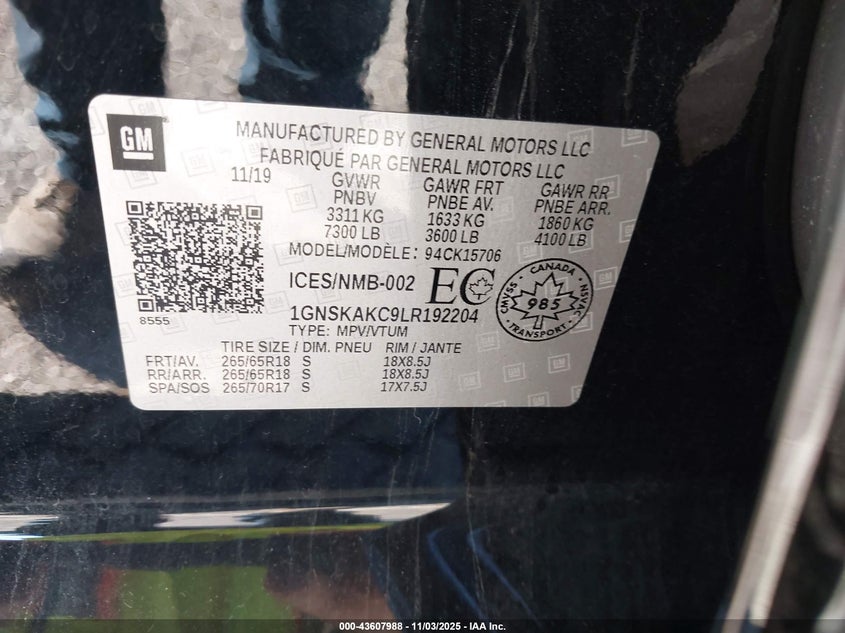 GM
MANUFACTURED BY GENERAL MOTORS LLC
FABRIQUÉ PAR GENERAL MOTORS LLC
11/19 GVWR GAWR FRT GAWR RR
PNBV PNBE AV. PNBE ARR.
3311 KG 1633 KG 1860 KG
7300 LB 3600 LB 4100 LB
MODEL/MODÈLE: 94CK15706
ICES/NMB-002 EC
CANADA
CMVSS 985 NSVAC
TRANSPORT
8555
1GNSKAKC9LR192204
TYPE: MPV/VTUM
TIRE SIZE / DIM. PNEU RIM / JANTE
FRT/AV. 265/65R18 S 18X8.5J
RR/ARR. 265/65R18 S 18X8.5J
SPA/SOS 265/70R17 S 17X7.5J
000-43607988 - 11/03/2025 - IAA Inc.